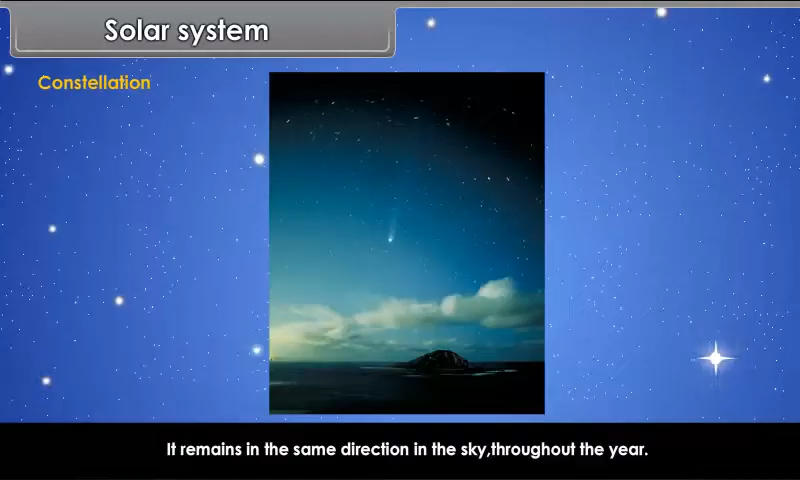 Solar system
Constellation
It remains in the same direction in the sky,throughout the year.